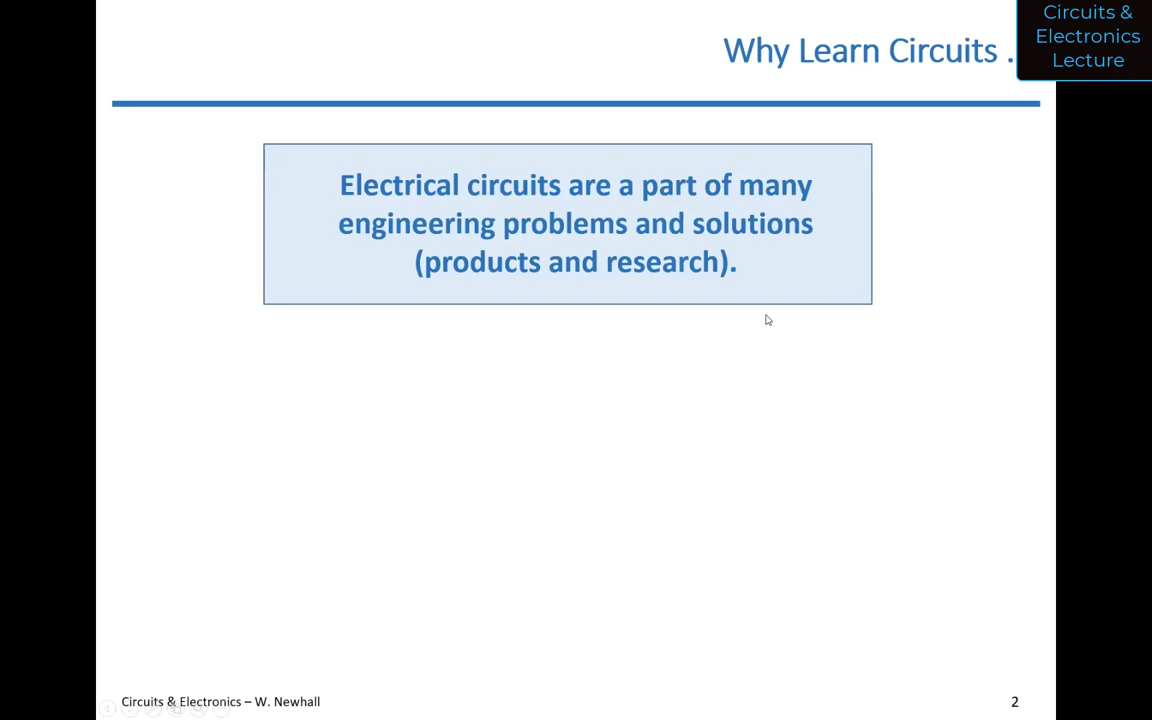 Why Learn Circuits .
Circuits &
Electronics
Lecture
Electrical circuits are a part of many
engineering problems and solutions
(products and research).
Circuits & Electronics – W. Newhall
2